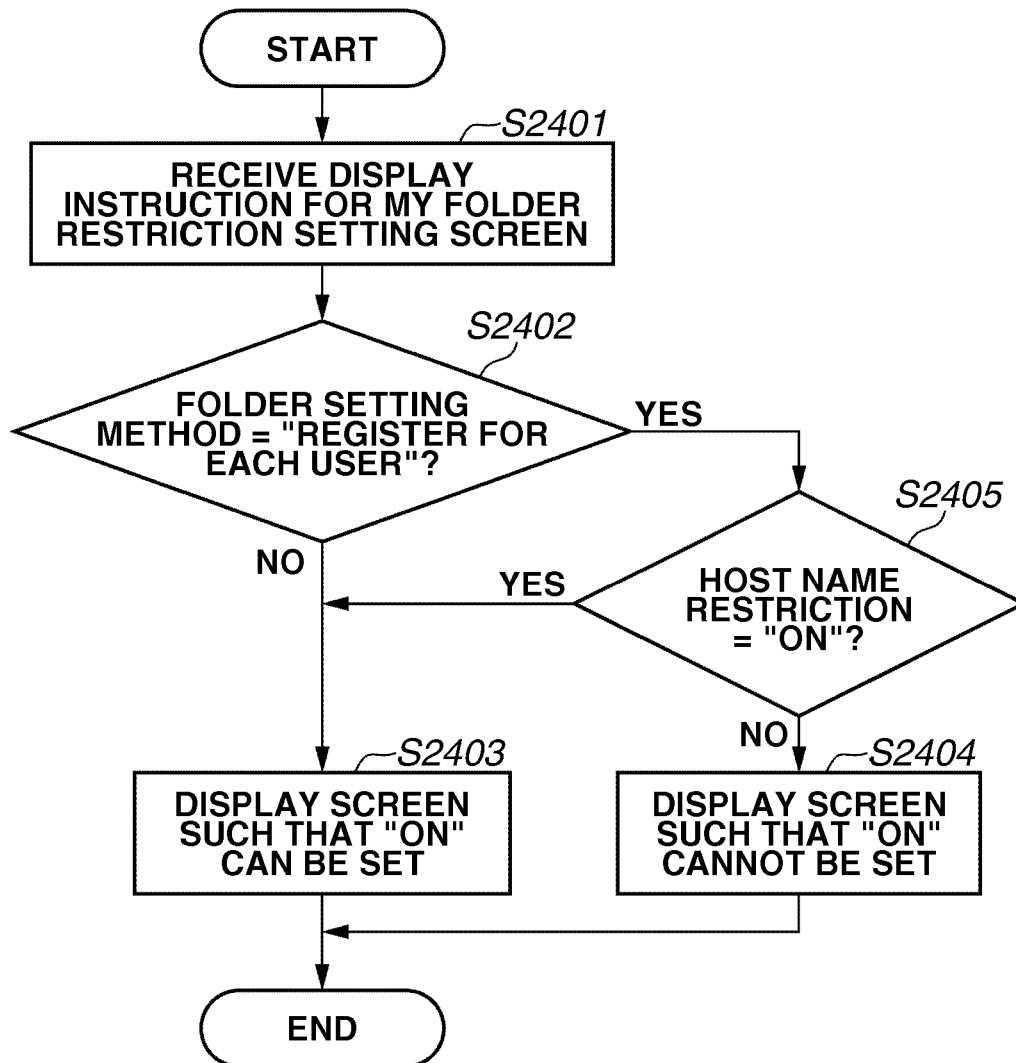 START
S2401
RECEIVE DISPLAY
INSTRUCTION FOR MY FOLDER
RESTRICTION SETTING SCREEN
S2402
FOLDER SETTING
METHOD = "REGISTER FOR
EACH USER"?
YES
S2405
NO
YES
HOST NAME
RESTRICTION
= "ON"?
NO
S2403
S2404
DISPLAY SCREEN
SUCH THAT "ON"
CAN BE SET
DISPLAY SCREEN
SUCH THAT "ON"
CANNOT BE SET
END